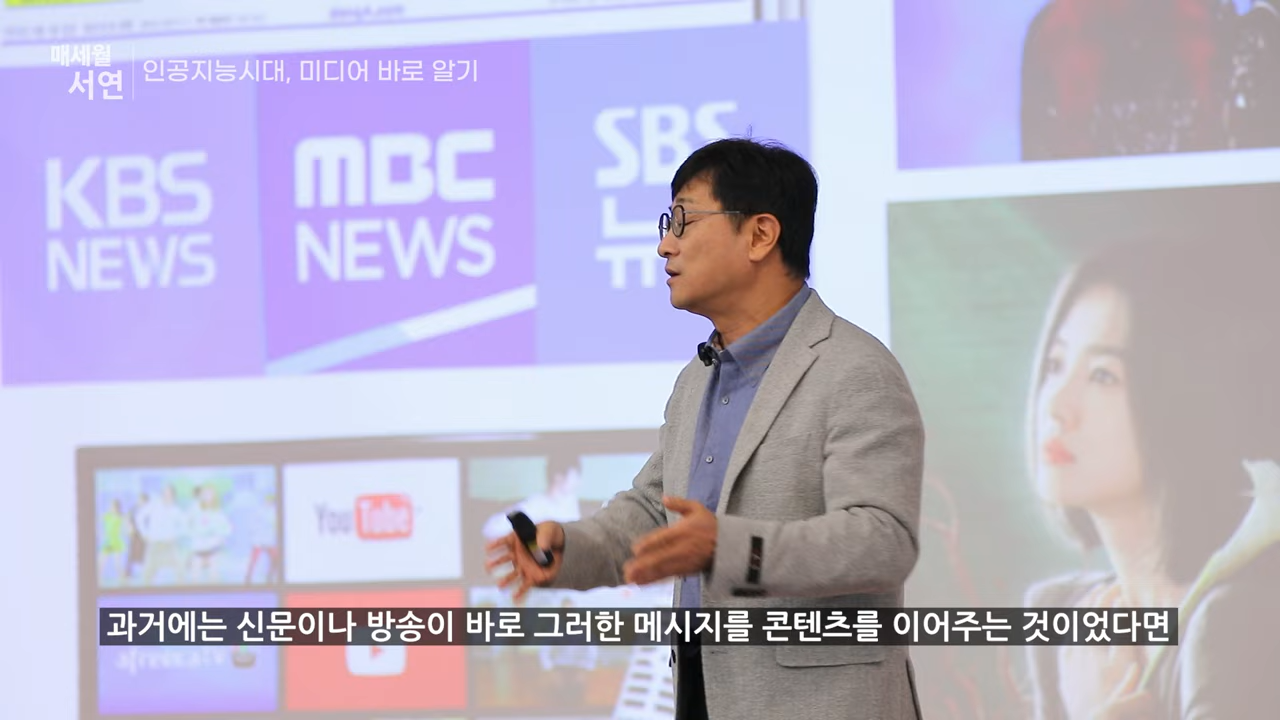 매세월
서연
인공지능시대, 미디어 바로 알기
KBS
NEWS
MBC
NEWS
SBS
뉴
YouTube
과거에는 신문이나 방송이 바로 그러한 메시지를 콘텐츠를 이어주는 것이었다면